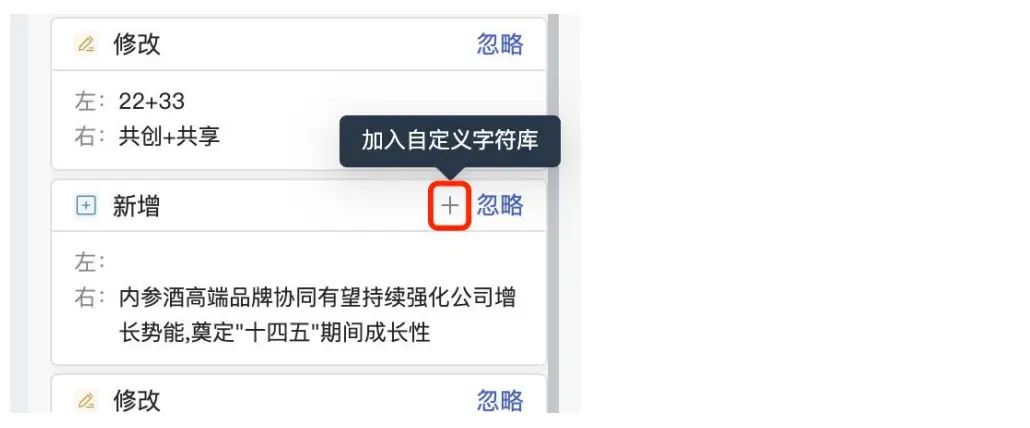 修改 忽略
左: 22+33
右: 共创+共享
加入自定义字符库
新增 + 忽略
左:
右: 内参酒高端品牌协同有望持续强化公司增
长势能,奠定"十四五"期间成长性
修改 忽略